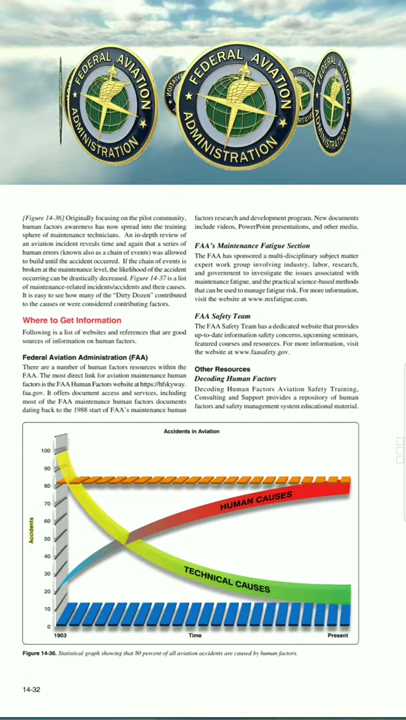 FEDERAL AVIATION
ADMINISTRATION
FEDERAL AVIATION
ADMINISTRATION
[Figure 14-36] Originally focusing on the pilot community,
human factors awareness has now spread into the training
sphere of maintenance technicians. An in-depth review of
an aviation incident reveals time and again that a series of
human errors (known also as a chain of events) was allowed
to build until the accident occurred. If the chain of events is
broken at the maintenance level, the likelihood of the accident
occurring can be drastically decreased. Figure 14-37 is a list
of maintenance-related incidents/accidents and their causes.
It is easy to see how many of the “Dirty Dozen” contributed
to the causes or were considered contributing factors.
Where to Get Information
Following is a list of websites and references that are good
sources of information on human factors.
Federal Aviation Administration (FAA)
There are a number of human factors resources within the
FAA. The most direct link for aviation maintenance human
factors is the FAA Human Factors website at https://hfskyway.
faa.gov. It offers document access and services, including
most of the FAA maintenance human factors documents
dating back to the 1988 start of FAA’s maintenance human
factors research and development program. New documents
include videos, PowerPoint presentations, and other media.
FAA’s Maintenance Fatigue Section
The FAA has sponsored a multi-disciplinary subject matter
expert work group involving industry, labor, research,
and government to investigate the issues associated with
maintenance fatigue, and the practical science-based methods
that can be used to manage fatigue risk. For more information,
visit the website at www.mxfatigue.com.
FAA Safety Team
The FAA Safety Team has a dedicated website that provides
up-to-date information safety concerns, upcoming seminars,
featured courses and resources. For more information, visit
the website at www.faasafety.gov.
Other Resources
Decoding Human Factors
Decoding Human Factors Aviation Safety Training,
Consulting and Support provides a repository of human
factors and safety management system educational material.
Accidents in Aviation
100
90
80
70
60
50
40
30
20
10
0
Accidents
HUMAN CAUSES
TECHNICAL CAUSES
1903
Time
Present
Figure 14-36. Statistical graph showing that 80 percent of all aviation accidents are caused by human factors.
14-32